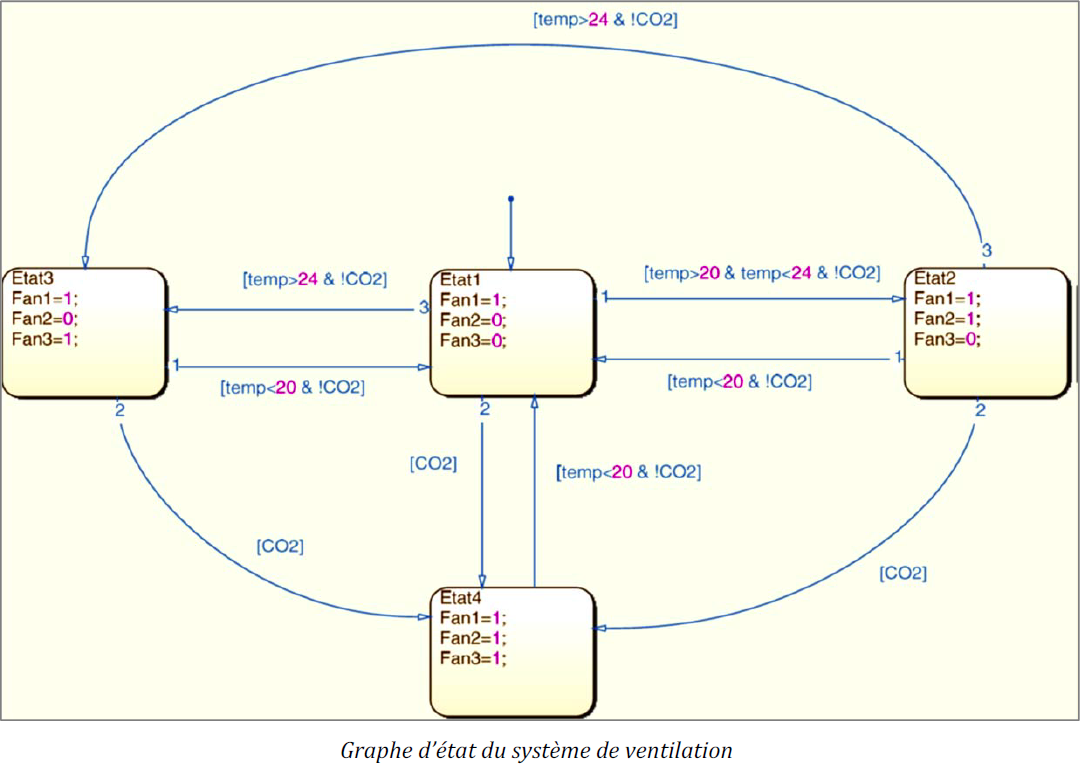 [temp>24 & !CO2]
3
Etat3
Fan1=1;
Fan2=0;
Fan3=1;
[temp>24 & !CO2]
3
Etat1
Fan1=1;
Fan2=0;
Fan3=0;
1
[temp>20 & temp<24 & !CO2]
Etat2
Fan1=1;
Fan2=1;
Fan3=0;
1
[temp<20 & !CO2]
1
[temp<20 & !CO2]
2
2
2
[CO2]
[temp<20 & !CO2]
[CO2]
[CO2]
Etat4
Fan1=1;
Fan2=1;
Fan3=1;
Graphe d'état du système de ventilation